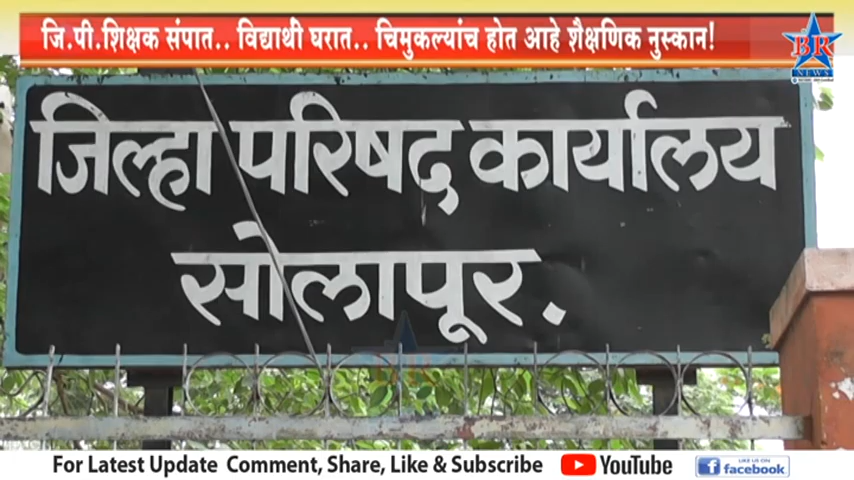 जि.पी.शिक्षक संपात.. विद्यार्थी घरात.. चिमुकल्यांच होत आहे शैक्षणिक नुस्कान!
BR
NEWS
जिल्हा परिषद कार्यालय
सोलापूर.
BR
For Latest Update Comment, Share, Like & Subscribe YouTube LIKE US ON facebook